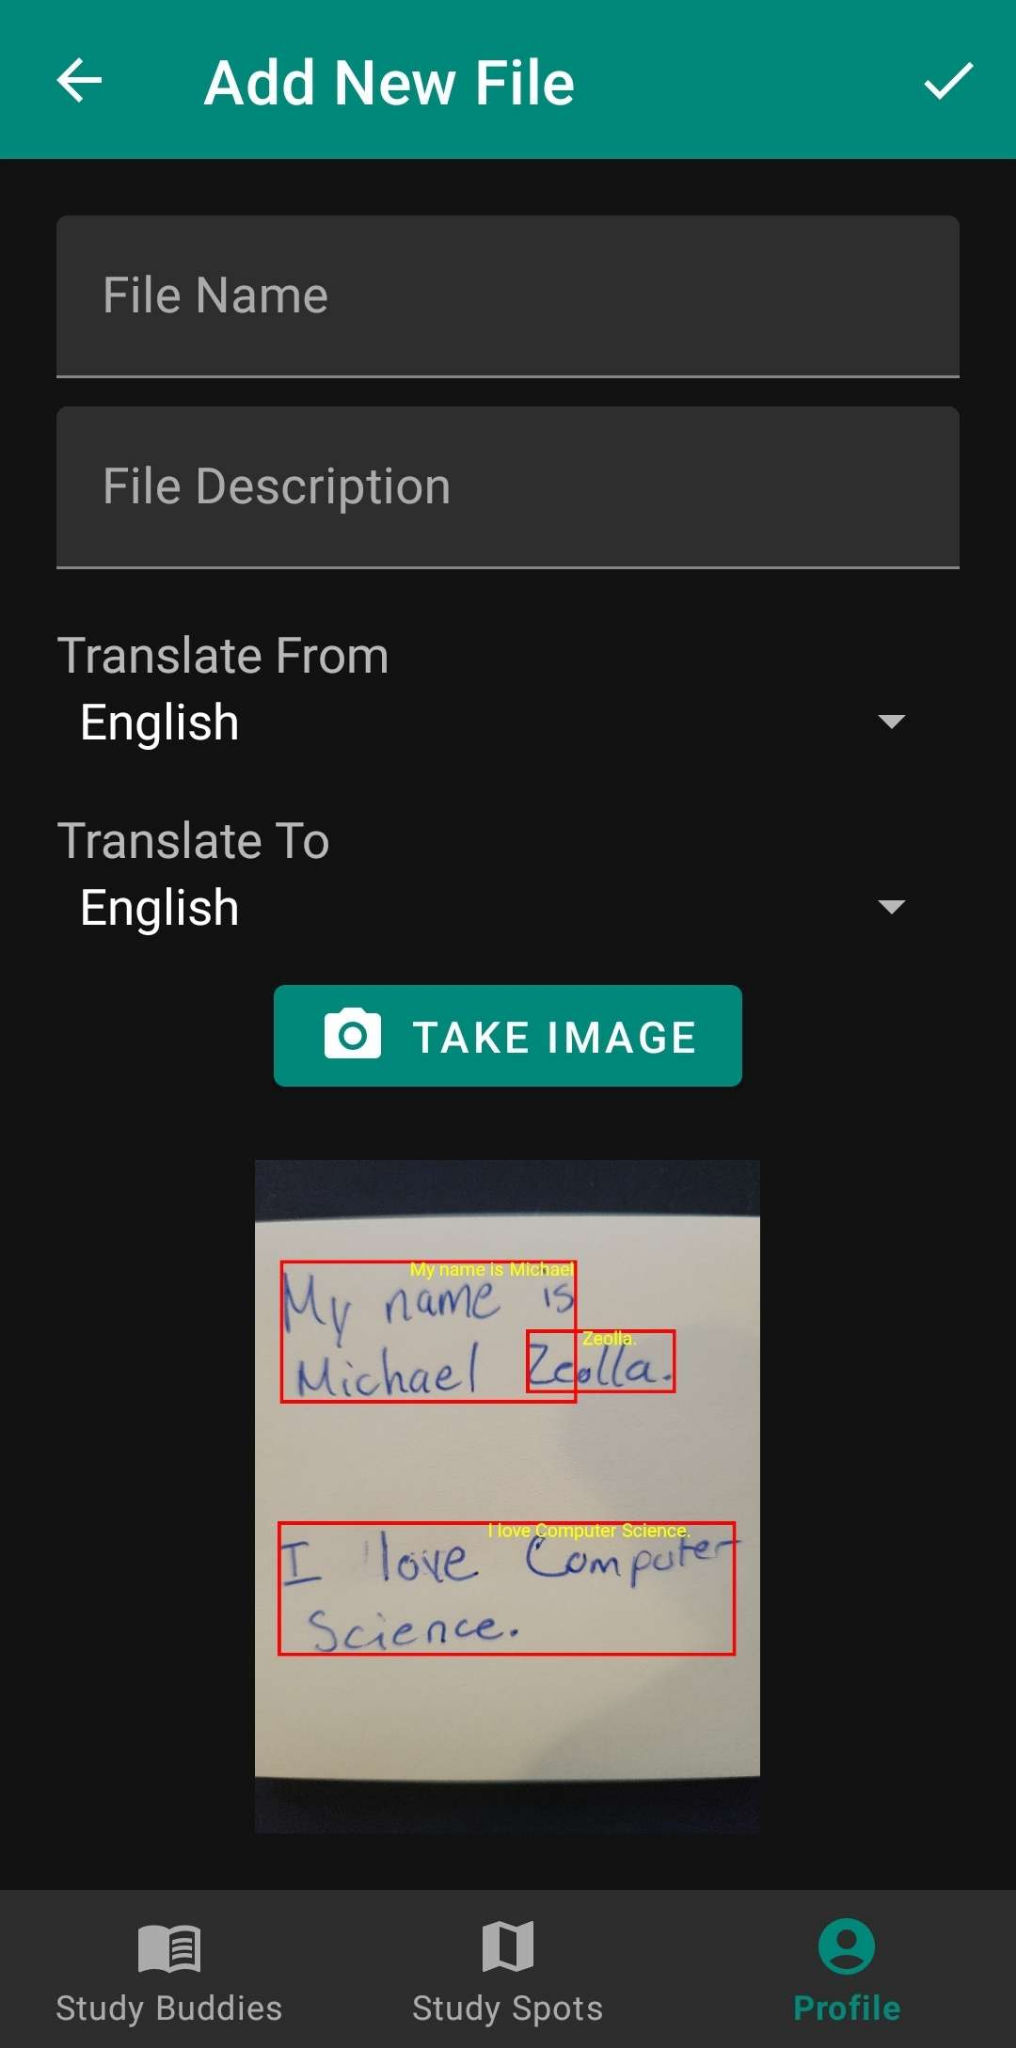 Add New File
File Name
File Description
Translate From
English
Translate To
English
TAKE IMAGE
My name is Michael
My name is
Zeolla.
Michael Zeolla.
I love Computer Science.
I love Computer
Science.
Study Buddies
Study Spots
Profile